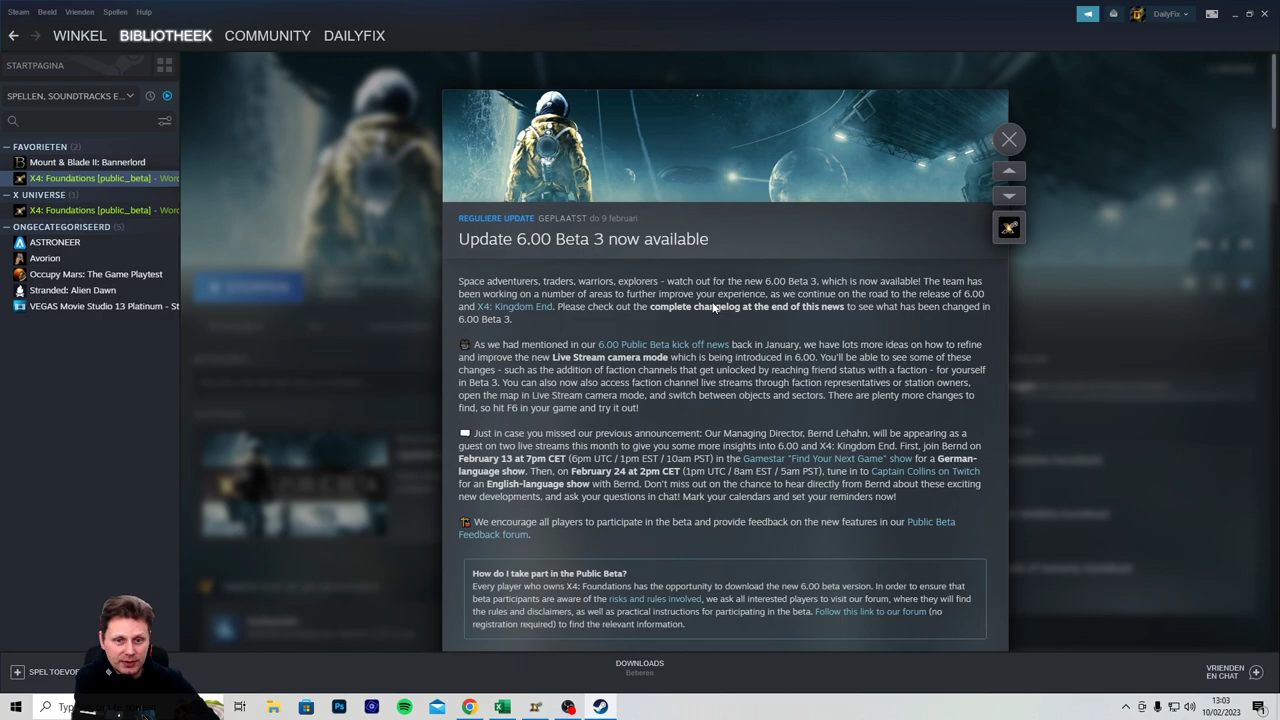 Steam Beeld Vrienden Spellen Hulp
DailyFix
WINKEL BIBLIOTHEEK COMMUNITY DAILYFIX
STARTPAGINA
SPELLEN, SOUNDTRACKS E...
FAVORIETEN (2)
Mount & Blade II: Bannerlord
X4: Foundations [public_beta] - Word
X UNIVERSE (1)
X4: Foundations [public_beta] - Word
ONGECATEGORISEERD (5)
ASTRONEER
Avorion
Occupy Mars: The Game Playtest
Stranded: Alien Dawn
VEGAS Movie Studio 13 Platinum - St
REGULIERE UPDATE GEPLAATST do 9 februari
Update 6.00 Beta 3 now available
Space adventurers, traders, warriors, explorers - watch out for the new 6.00 Beta 3, which is now available! The team has
been working on a number of areas to further improve your experience, as we continue on the road to the release of 6.00
and X4: Kingdom End. Please check out the complete changelog at the end of this news to see what has been changed in
6.00 Beta 3.
As we had mentioned in our 6.00 Public Beta kick off news back in January, we have lots more ideas on how to refine
and improve the new Live Stream camera mode which is being introduced in 6.00. You'll be able to see some of these
changes - such as the addition of faction channels that get unlocked by reaching friend status with a faction - for yourself
in Beta 3. You can also now also access faction channel live streams through faction representatives or station owners,
open the map in Live Stream camera mode, and switch between objects and sectors. There are plenty more changes to
find, so hit F6 in your game and try it out!
Just in case you missed our previous announcement: Our Managing Director, Bernd Lehahn, will be appearing as a
guest on two live streams this month to give you some more insights into 6.00 and X4: Kingdom End. First, join Bernd on
February 13 at 7pm CET (6pm UTC / 1pm EST / 10am PST) in the Gamestar "Find Your Next Game" show for a German-
language show. Then, on February 24 at 2pm CET (1pm UTC / 8am EST / 5am PST), tune in to Captain Collins on Twitch
for an English-language show with Bernd. Don't miss out on the chance to hear directly from Bernd about these exciting
new developments, and ask your questions in chat! Mark your calendars and set your reminders now!
We encourage all players to participate in the beta and provide feedback on the new features in our Public Beta
Feedback forum.
How do I take part in the Public Beta?
Every player who owns X4: Foundations has the opportunity to download the new 6.00 beta version. In order to ensure that
beta participants are aware of the risks and rules involved, we ask all interested players to visit our forum, where they will find
the rules and disclaimers, as well as practical instructions for participating in the beta. Follow this link to our forum (no
registration required) to find the relevant information.
SPEL TOEVOE
DOWNLOADS
Beheren
VRIENDEN
EN CHAT
13:03
10/02/2023